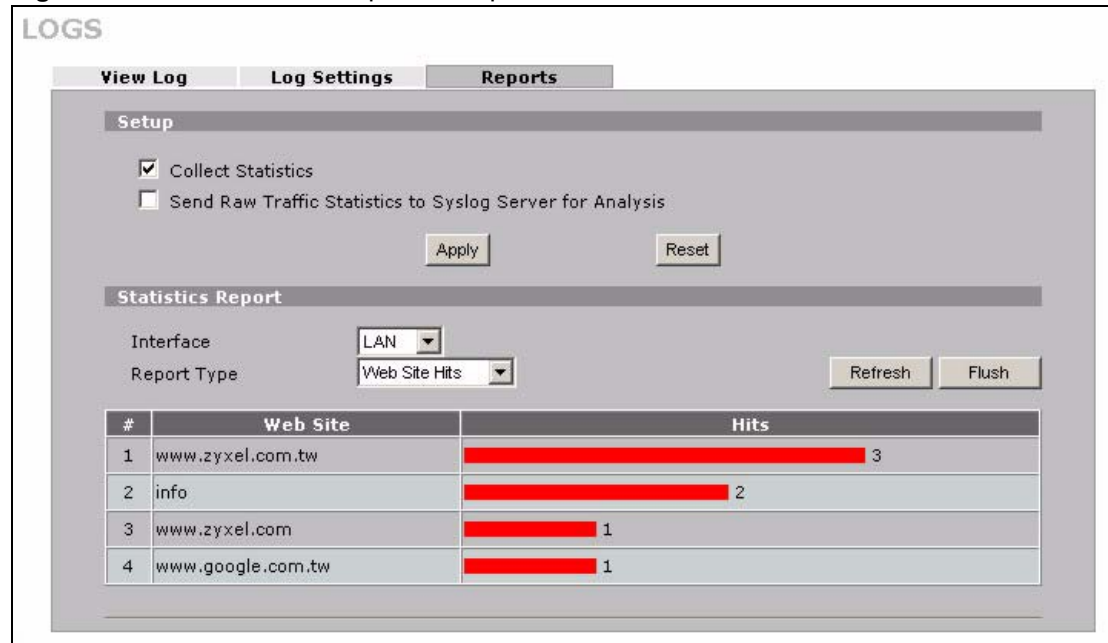 LOGS
View Log Log Settings Reports
Setup
Collect Statistics
Send Raw Traffic Statistics to Syslog Server for Analysis
Apply Reset
Statistics Report
Interface LAN
Report Type Web Site Hits Refresh Flush
# Web Site Hits
1 www.zyxel.com.tw 3
2 info 2
3 www.zyxel.com 1
4 www.google.com.tw 1